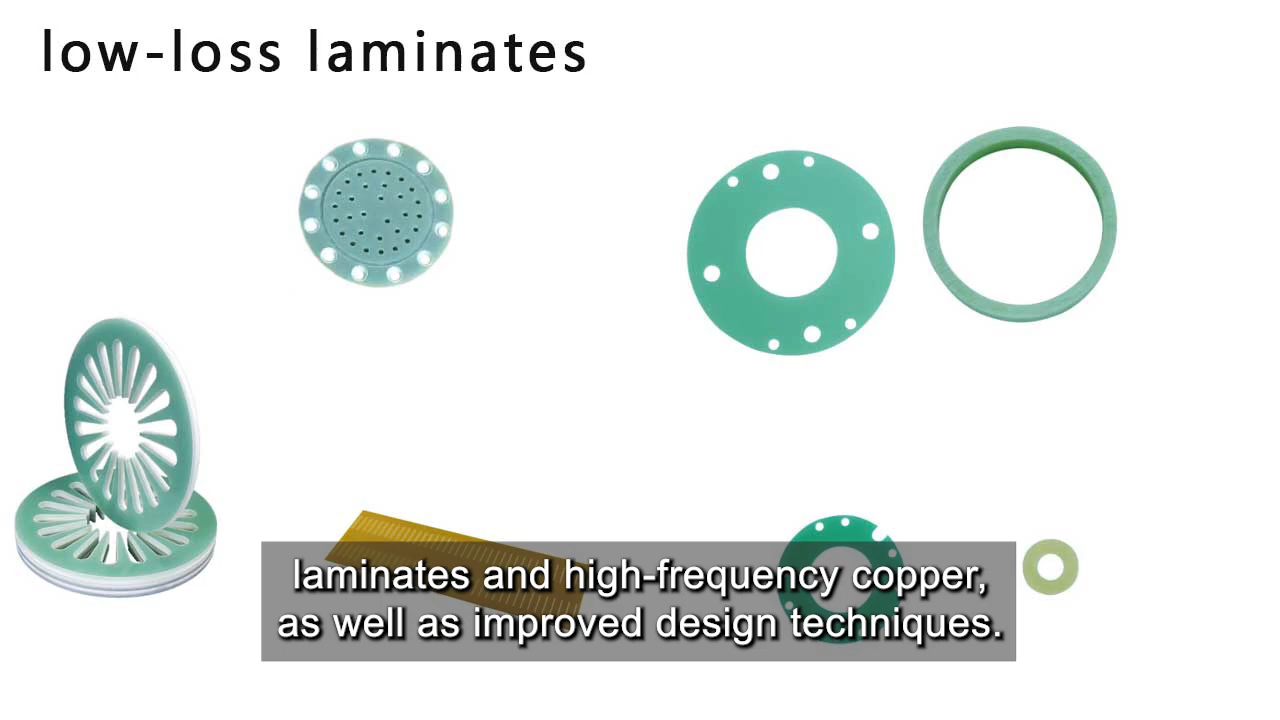 low-loss laminates
laminates and high-frequency copper,
as well as improved design techniques.